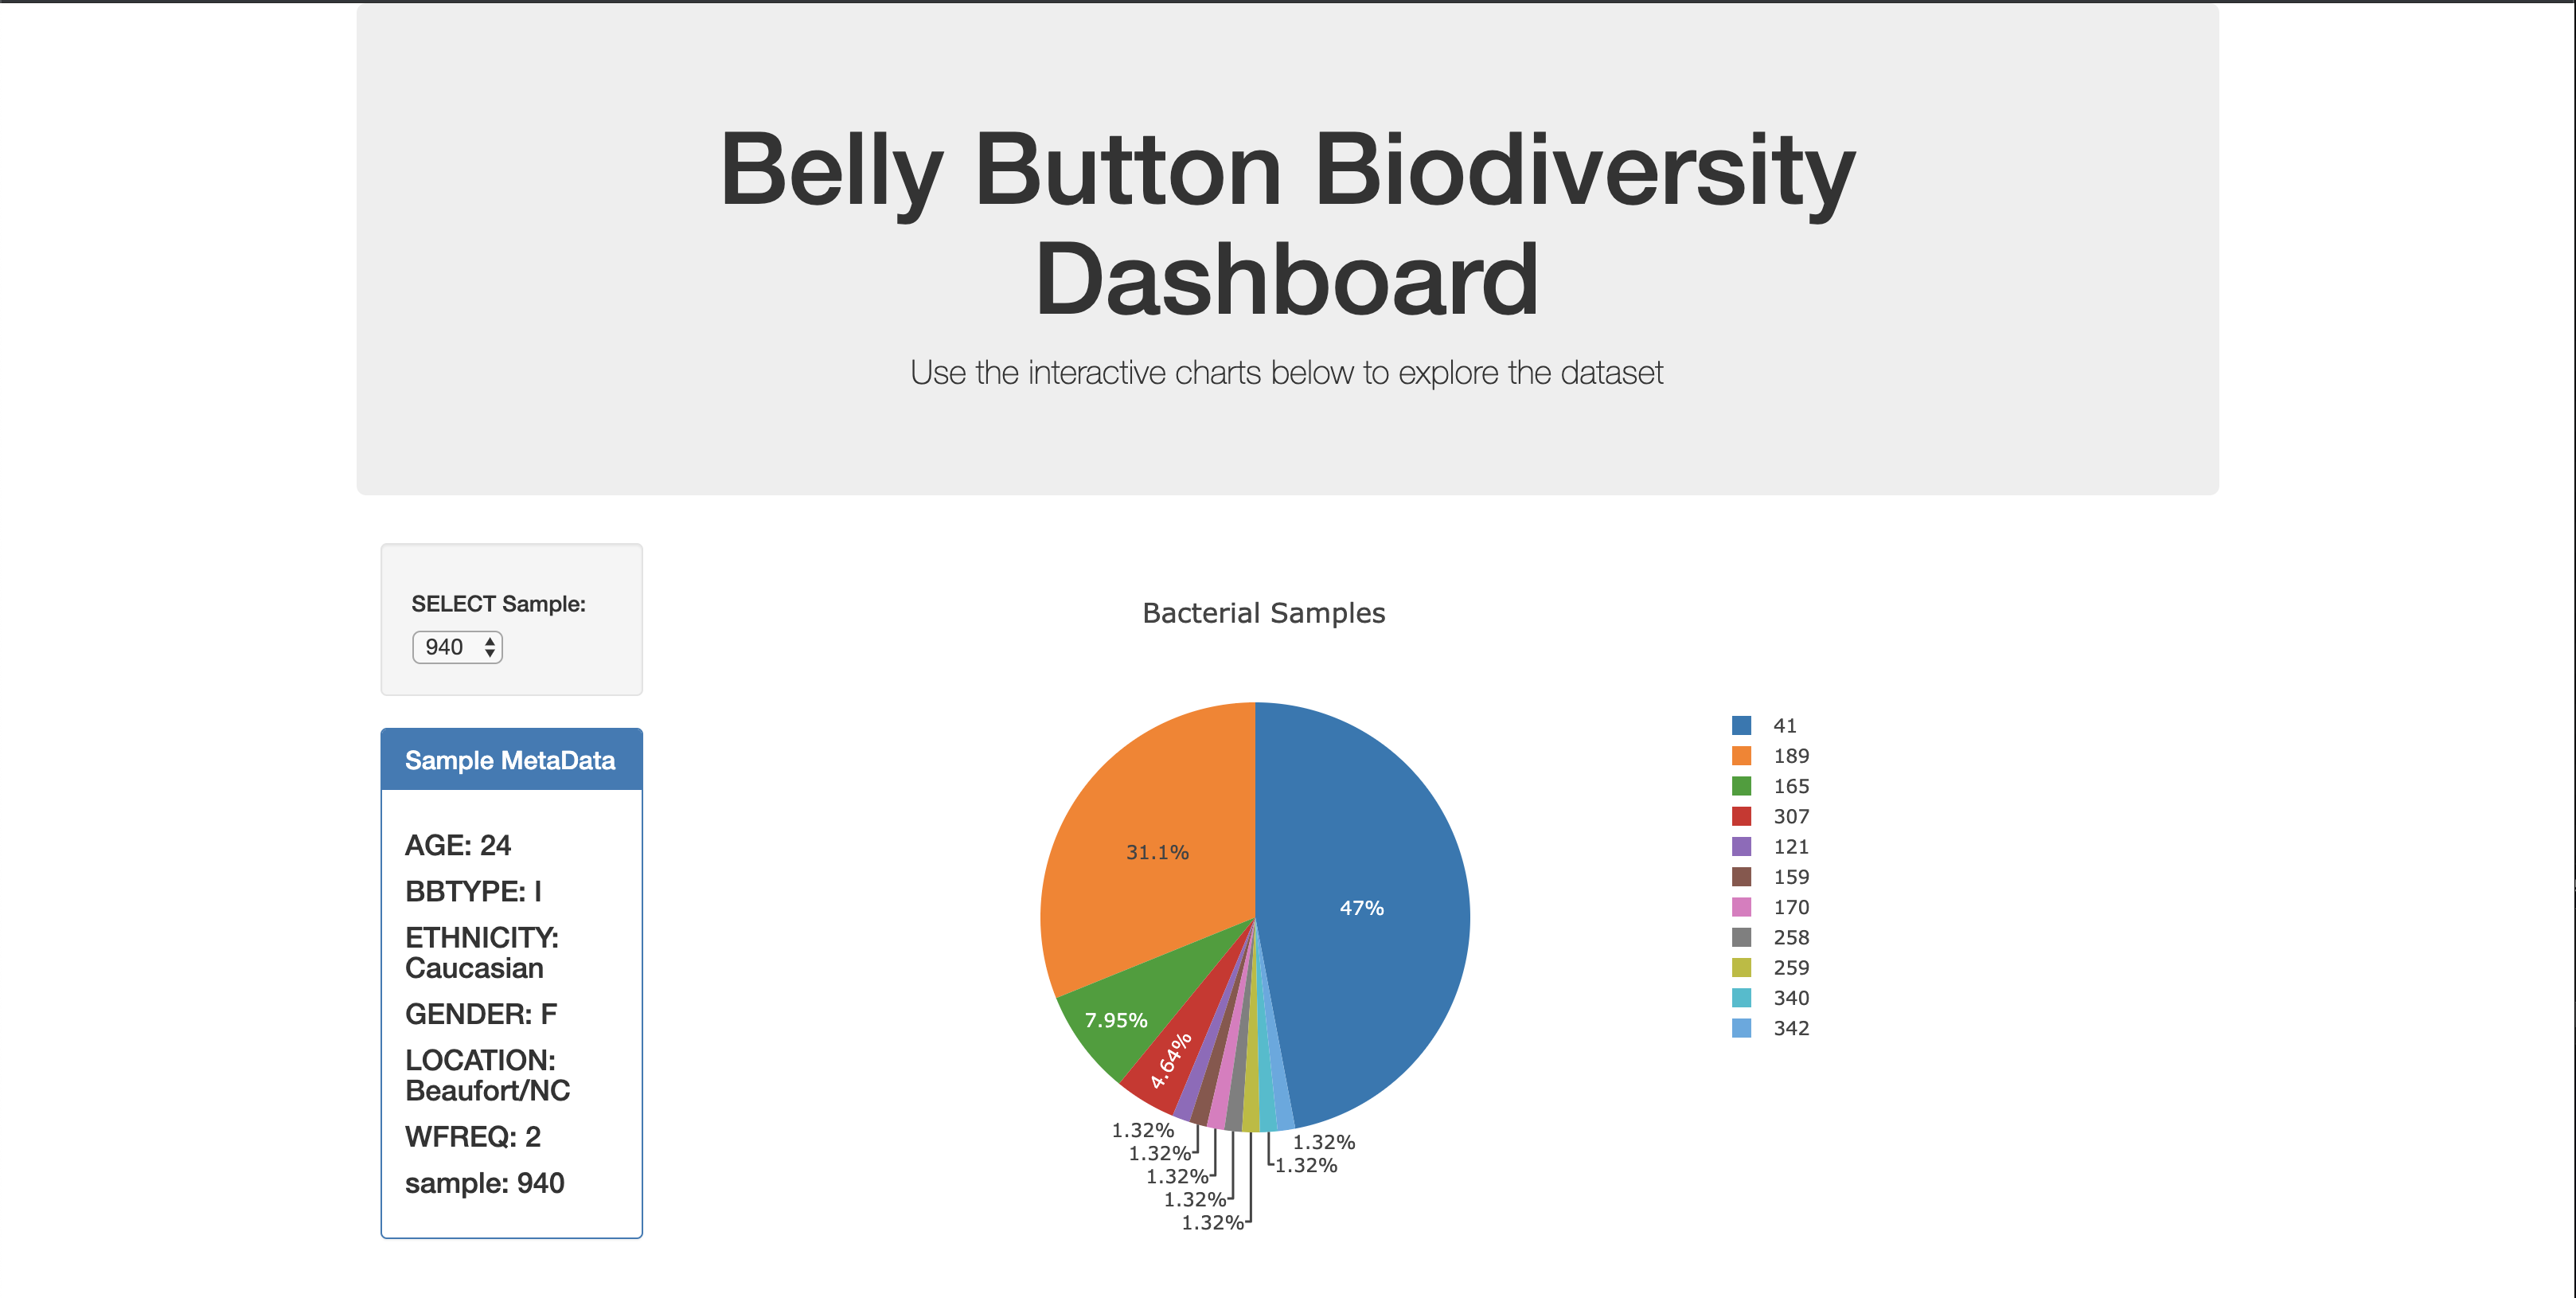 Belly Button Biodiversity
Dashboard
Use the interactive charts below to explore the dataset
SELECT Sample:
940
Sample MetaData
AGE: 24
BBTYPE: I
ETHNICITY:
Caucasian
GENDER: F
LOCATION:
Beaufort/NC
WFREQ: 2
sample: 940
Bacterial Samples
31.1%
47%
7.95%
4.64%
1.32%
1.32%
1.32%
1.32%
1.32%
1.32%
1.32%
41
189
165
307
121
159
170
258
259
340
342